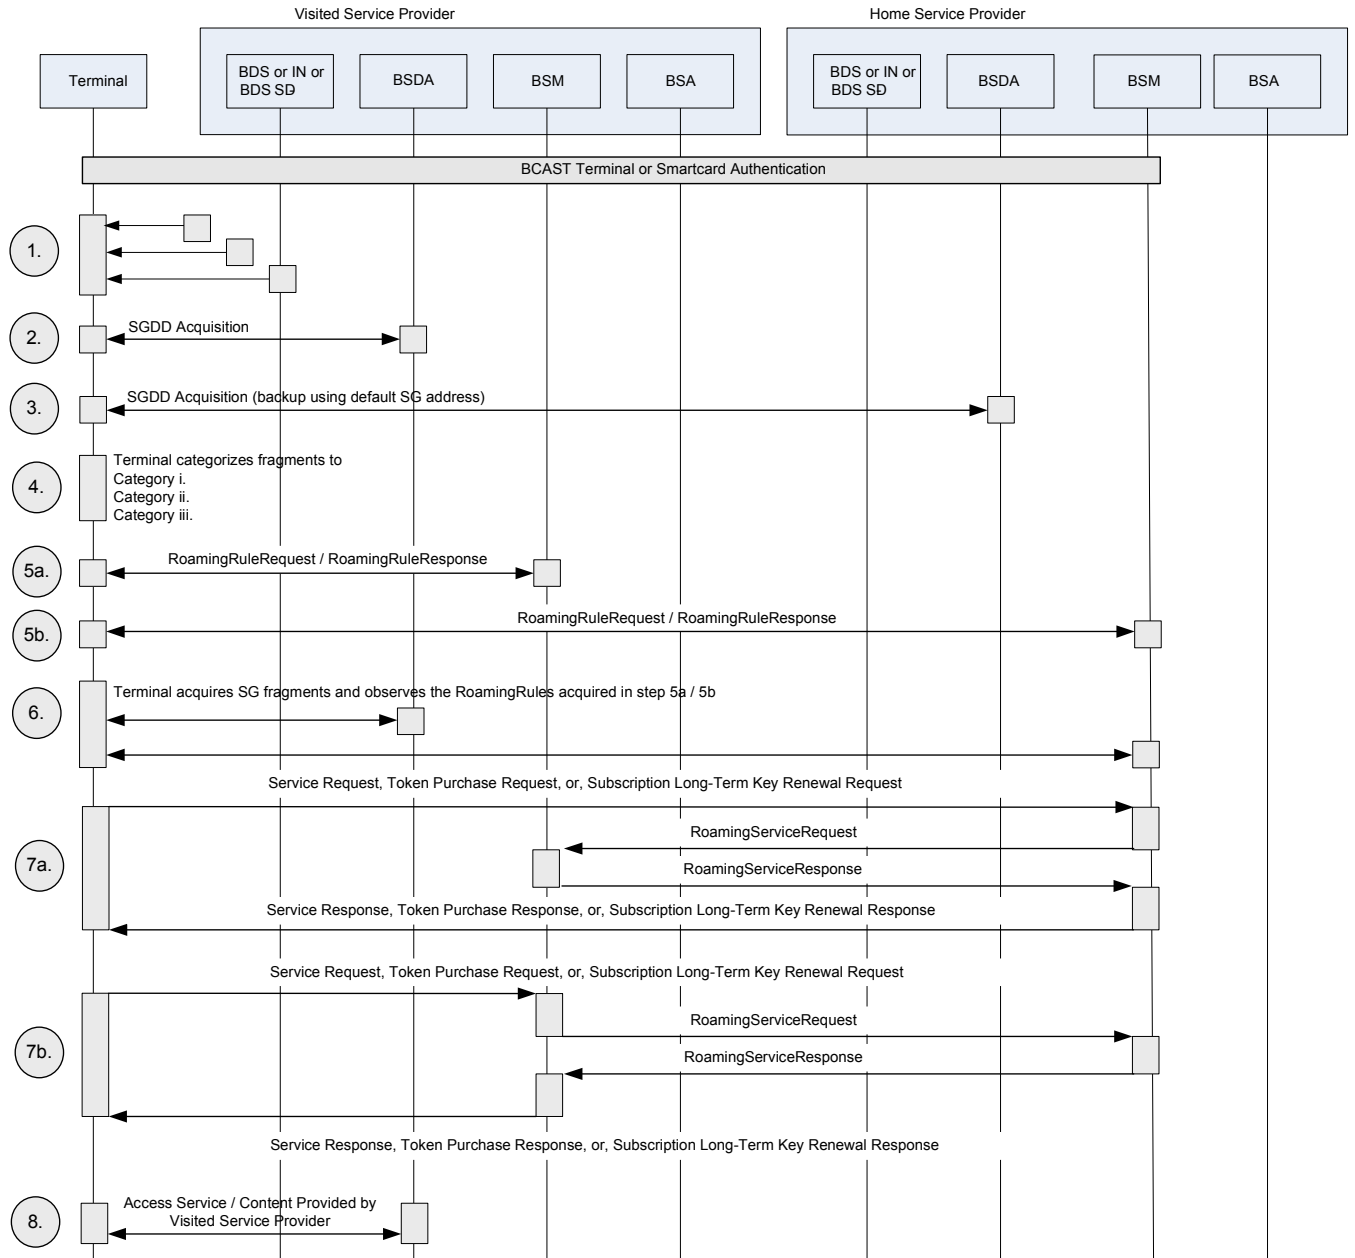 Visited Service Provider
Home Service Provider
Terminal
BDS or IN or
BDS SD
BSDA
BSM
BSA
BDS or IN or
BDS SD
BSDA
BSM
BSA
BCAST Terminal or Smartcard Authentication
1.
2.
SGDD Acquisition
3.
SGDD Acquisition (backup using default SG address)
4.
Terminal categorizes fragments to
Category i.
Category ii.
Category iii.
5a.
RoamingRuleRequest / RoamingRuleResponse
5b.
RoamingRuleRequest / RoamingRuleResponse
6.
Terminal acquires SG fragments and observes the RoamingRules acquired in step 5a / 5b
Service Request, Token Purchase Request, or, Subscription Long-Term Key Renewal Request
7a.
RoamingServiceRequest
RoamingServiceResponse
Service Response, Token Purchase Response, or, Subscription Long-Term Key Renewal Response
Service Request, Token Purchase Request, or, Subscription Long-Term Key Renewal Request
7b.
RoamingServiceRequest
RoamingServiceResponse
Service Response, Token Purchase Response, or, Subscription Long-Term Key Renewal Response
8.
Access Service / Content Provided by
Visited Service Provider